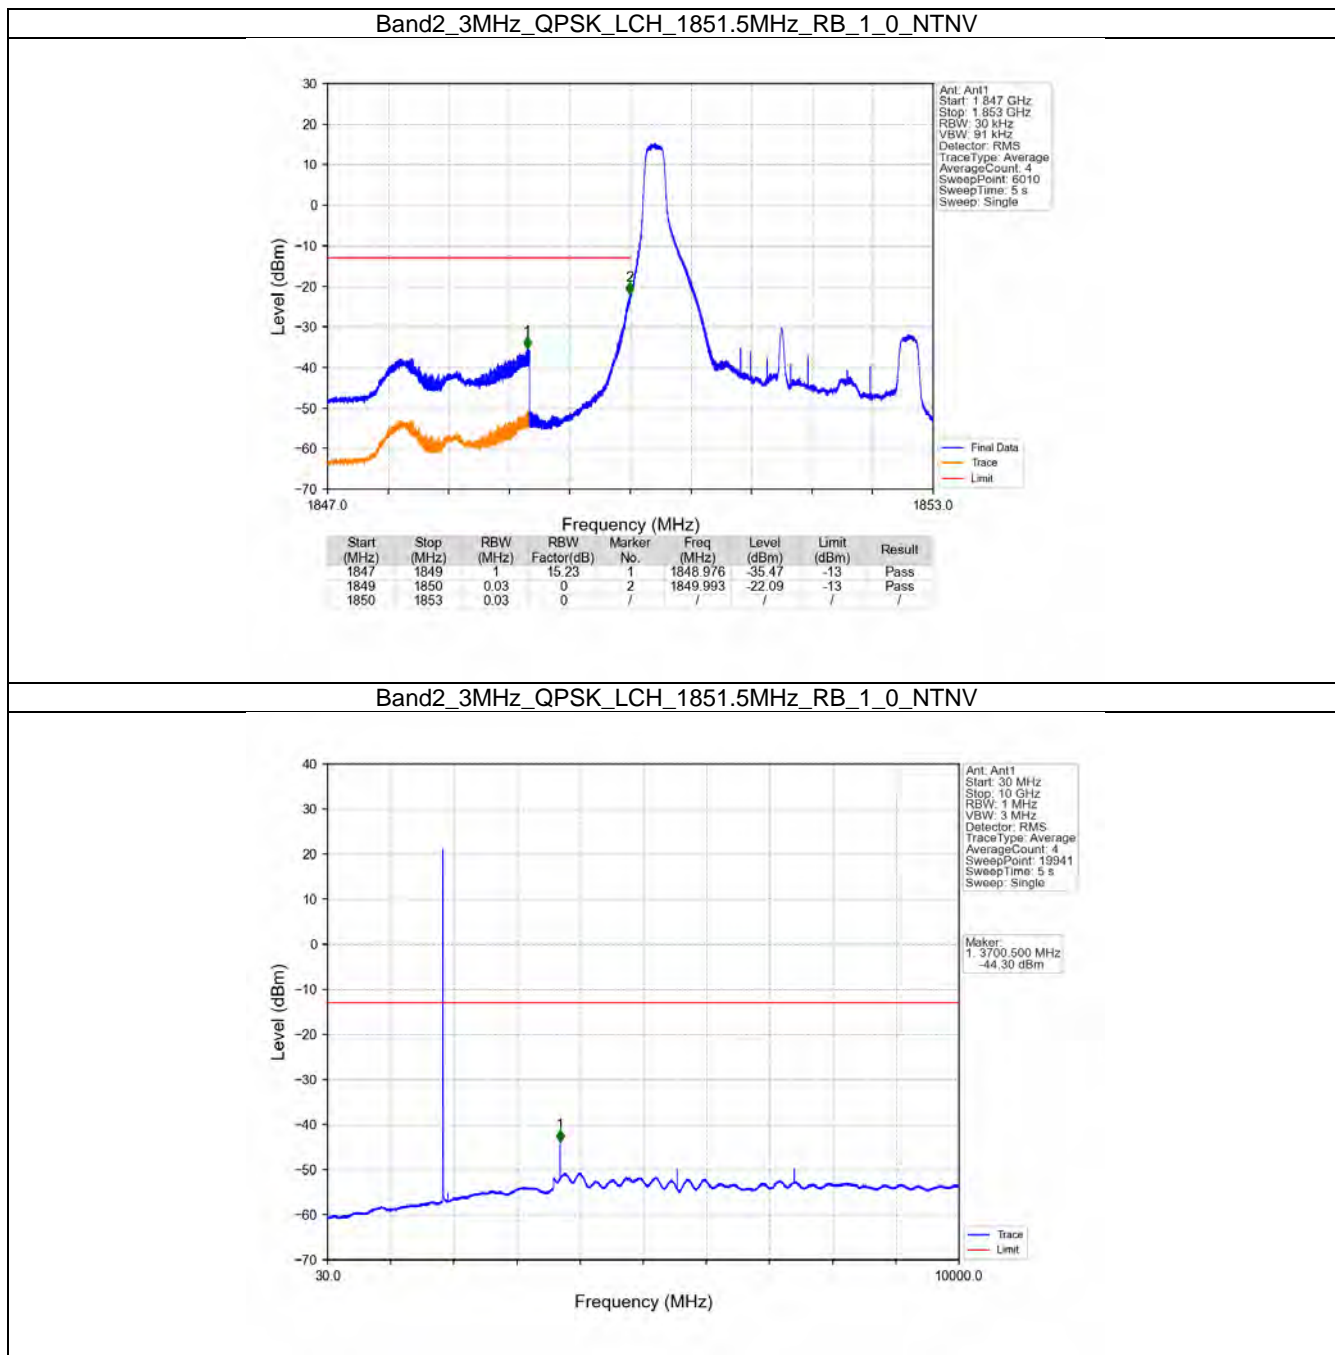 Band2_3MHz_QPSK_LCH_1851.5MHz_RB_1_0_NTNV
30
20
10
0
−10
−20
−30
−40
−50
−60
−70
Level (dBm)
1
2
1847.0
1853.0
Frequency (MHz)
Ant: Ant1
Start: 1.847 GHz
Stop: 1.853 GHz
RBW: 30 kHz
VBW: 91 kHz
Detector: RMS
TraceType: Average
AverageCount: 4
SweepPoint: 6010
SweepTime: 5 s
Sweep: Single
Final Data
Trace
Limit
Start (MHz) Stop (MHz) RBW (MHz) RBW Factor(dB) Marker No. Freq (MHz) Level (dBm) Limit (dBm) Result
1847 1849 1 15.23 1 1848.976 -35.47 -13 Pass
1849 1850 0.03 0 2 1849.993 -22.09 -13 Pass
1850 1853 0.03 0 / / / / /
Band2_3MHz_QPSK_LCH_1851.5MHz_RB_1_0_NTNV
40
30
20
10
0
−10
−20
−30
−40
−50
−60
−70
Level (dBm)
1
30.0
10000.0
Frequency (MHz)
Ant: Ant1
Start: 30 MHz
Stop: 10 GHz
RBW: 1 MHz
VBW: 3 MHz
Detector: RMS
TraceType: Average
AverageCount: 4
SweepPoint: 19941
SweepTime: 5 s
Sweep: Single
Maker:
1. 3700.500 MHz
-44.30 dBm
Trace
Limit